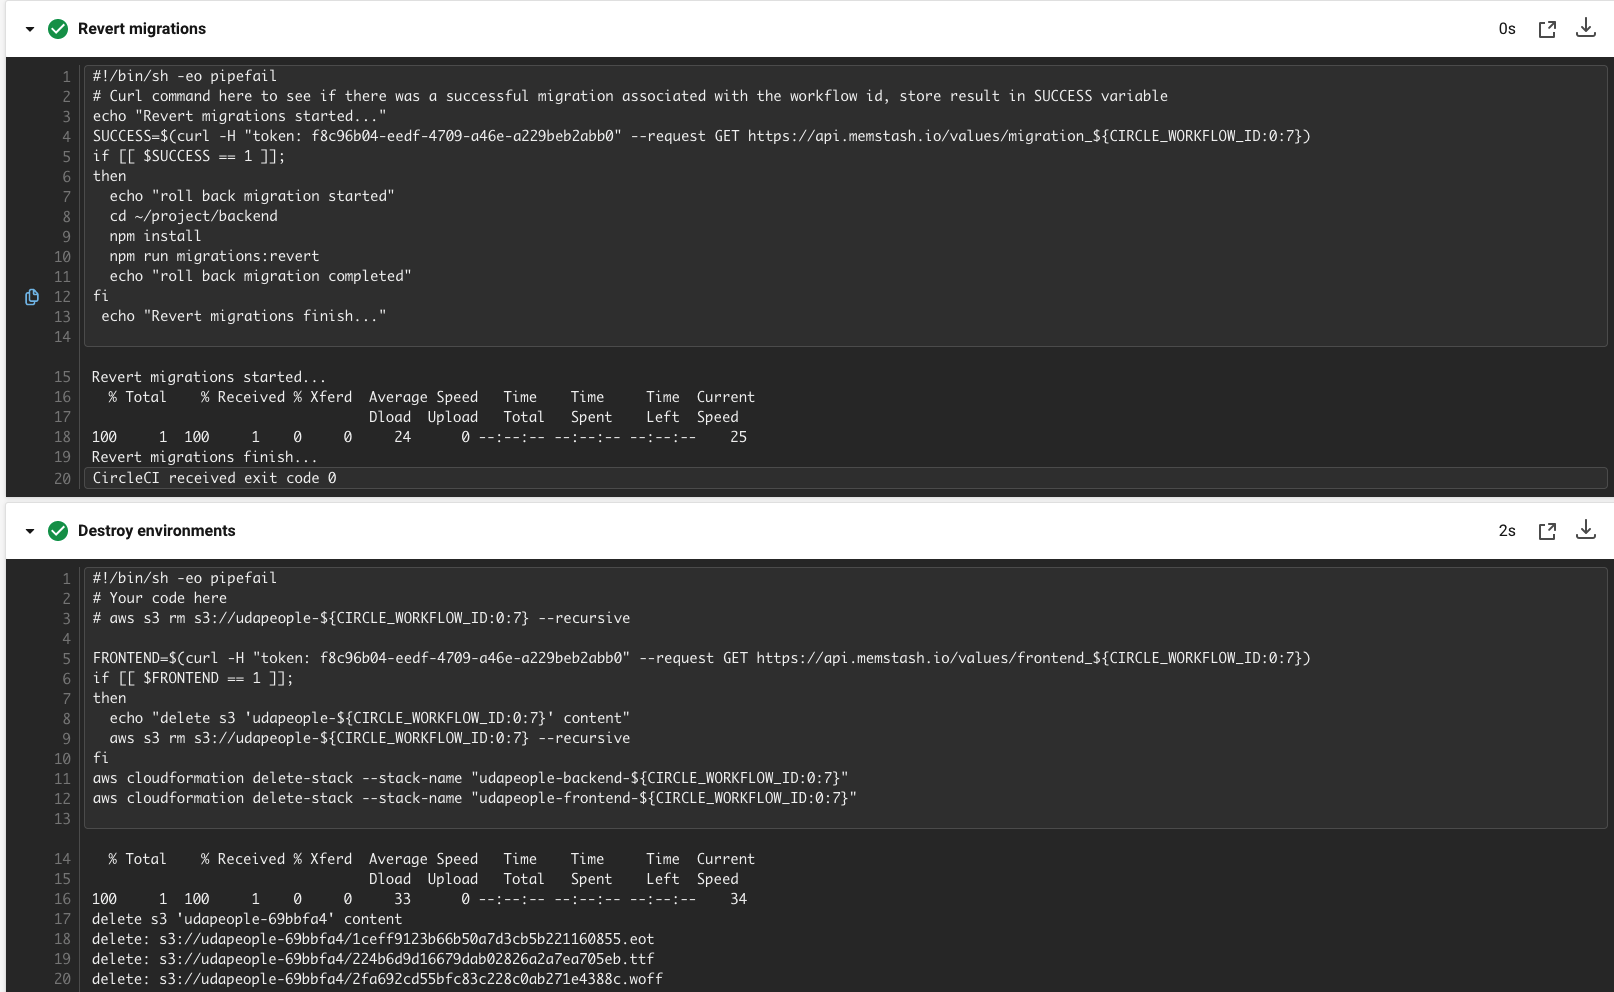 Revert migrations 0s
1 #!/bin/sh -eo pipefail
2 # Curl command here to see if there was a successful migration associated with the workflow id, store result in SUCCESS variable
3 echo "Revert migrations started..."
4 SUCCESS=$(curl -H "token: f8c96b04-eedf-4709-a46e-a229beb2abb0" --request GET https://api.memstash.io/values/migration_${CIRCLE_WORKFLOW_ID:0:7})
5 if [[ $SUCCESS == 1 ]];
6 then
7 echo "roll back migration started"
8 cd ~/project/backend
9 npm install
10 npm run migrations:revert
11 echo "roll back migration completed"
12 fi
13 echo "Revert migrations finish..."
14
15 Revert migrations started...
16 % Total % Received % Xferd Average Speed Time Time Time Current
17 Dload Upload Total Spent Left Speed
18 100 1 100 1 0 0 24 0 --:--:-- --:--:-- --:--:-- 25
19 Revert migrations finish...
20 CircleCI received exit code 0
Destroy environments 2s
1 #!/bin/sh -eo pipefail
2 # Your code here
3 # aws s3 rm s3://udapeople-${CIRCLE_WORKFLOW_ID:0:7} --recursive
4
5 FRONTEND=$(curl -H "token: f8c96b04-eedf-4709-a46e-a229beb2abb0" --request GET https://api.memstash.io/values/frontend_${CIRCLE_WORKFLOW_ID:0:7})
6 if [[ $FRONTEND == 1 ]];
7 then
8 echo "delete s3 'udapeople-${CIRCLE_WORKFLOW_ID:0:7}' content"
9 aws s3 rm s3://udapeople-${CIRCLE_WORKFLOW_ID:0:7} --recursive
10 fi
11 aws cloudformation delete-stack --stack-name "udapeople-backend-${CIRCLE_WORKFLOW_ID:0:7}"
12 aws cloudformation delete-stack --stack-name "udapeople-frontend-${CIRCLE_WORKFLOW_ID:0:7}"
13
14 % Total % Received % Xferd Average Speed Time Time Time Current
15 Dload Upload Total Spent Left Speed
16 100 1 100 1 0 0 33 0 --:--:-- --:--:-- --:--:-- 34
17 delete s3 'udapeople-69bbfa4' content
18 delete: s3://udapeople-69bbfa4/1ceff9123b66b50a7d3cb5b221160855.eot
19 delete: s3://udapeople-69bbfa4/224b6d9d16679dab02826a2a7ea705eb.ttf
20 delete: s3://udapeople-69bbfa4/2fa692cd55bfc83c228c0ab271e4388c.woff